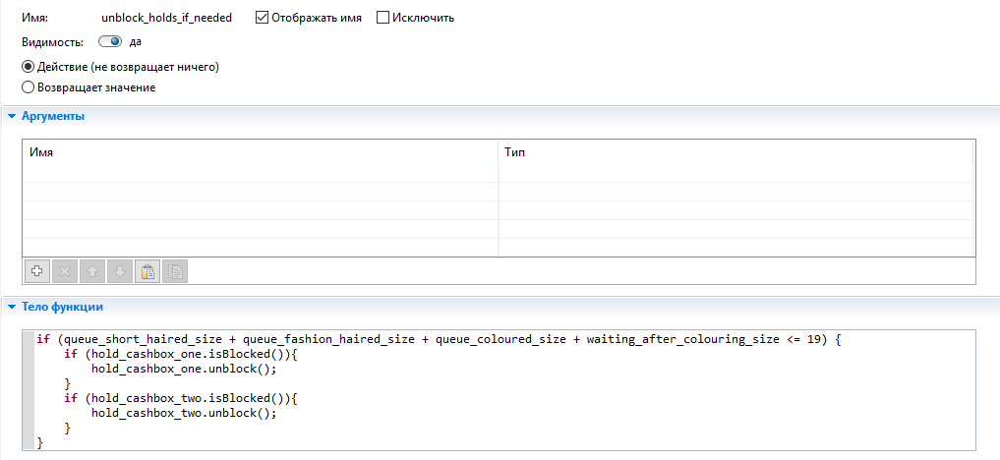 Имя: unblock_holds_if_needed Отображать имя Исключить
Видимость: да
Действие (не возвращает ничего)
Возвращает значение
Аргументы
Имя Тип
Тело функции
if (queue_short_haired_size + queue_fashion_haired_size + queue_coloured_size + waiting_after_colouring_size <= 19) {
    if (hold_cashbox_one.isBlocked()){
        hold_cashbox_one.unblock();
    }
    if (hold_cashbox_two.isBlocked()){
        hold_cashbox_two.unblock();
    }
}